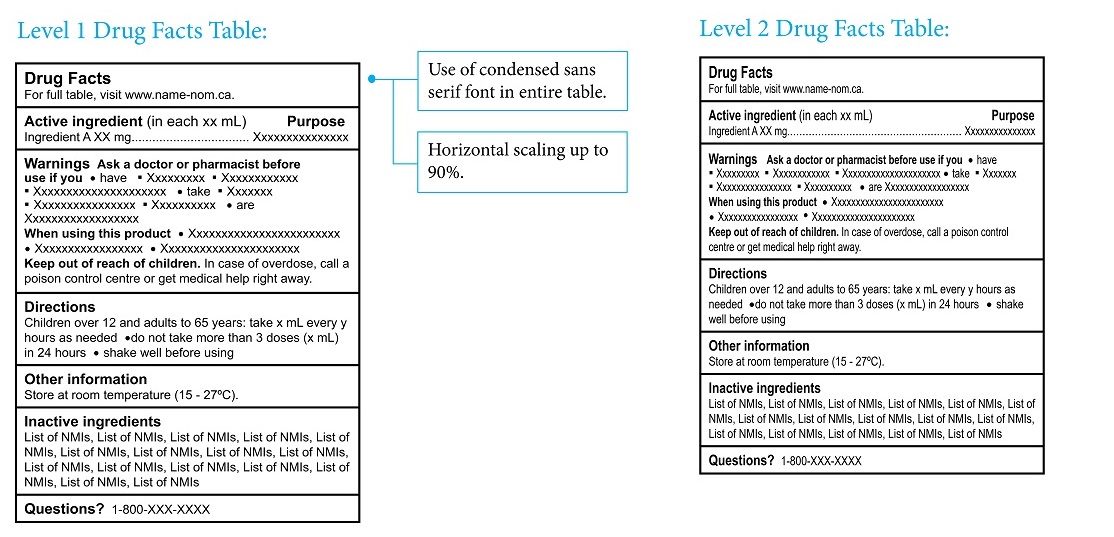 Level 1 Drug Facts Table:
Drug Facts
For full table, visit www.name-nom.ca.
Active ingredient (in each xx mL) Purpose
Ingredient A XX mg................................. Xxxxxxxxxxxxxxx
Warnings Ask a doctor or pharmacist before
use if you • have ▪ Xxxxxxxxx ▪ Xxxxxxxxxxxx
▪ Xxxxxxxxxxxxxxxxxxxxx • take ▪ Xxxxxxx
▪ Xxxxxxxxxxxxxxxx ▪ Xxxxxxxxxx • are
Xxxxxxxxxxxxxxxxxx
When using this product • Xxxxxxxxxxxxxxxxxxxxxxxx
• Xxxxxxxxxxxxxxxxx • Xxxxxxxxxxxxxxxxxxxxxx
Keep out of reach of children. In case of overdose, call a
poison control centre or get medical help right away.
Directions
Children over 12 and adults to 65 years: take x mL every y
hours as needed •do not take more than 3 doses (x mL)
in 24 hours • shake well before using
Other information
Store at room temperature (15 - 27ºC).
Inactive ingredients
List of NMIs, List of NMIs, List of NMIs, List of NMIs, List of
NMIs, List of NMIs, List of NMIs, List of NMIs, List of NMIs,
List of NMIs, List of NMIs, List of NMIs, List of NMIs, List of
NMIs, List of NMIs, List of NMIs
Questions? 1-800-XXX-XXXX
Use of condensed sans
serif font in entire table.
Horizontal scaling up to
90%.
Level 2 Drug Facts Table:
Drug Facts
For full table, visit www.name-nom.ca.
Active ingredient (in each xx mL) Purpose
Ingredient A XX mg.......................................................... Xxxxxxxxxxxxxxx
Warnings Ask a doctor or pharmacist before use if you • have
▪ Xxxxxxxxx ▪ Xxxxxxxxxxxx ▪ Xxxxxxxxxxxxxxxxxxxxx • take ▪ Xxxxxxx
▪ Xxxxxxxxxxxxxxxx ▪ Xxxxxxxxxx • are Xxxxxxxxxxxxxxxxxx
When using this product • Xxxxxxxxxxxxxxxxxxxxxxxx
• Xxxxxxxxxxxxxxxxx • Xxxxxxxxxxxxxxxxxxxxxx
Keep out of reach of children. In case of overdose, call a poison control
centre or get medical help right away.
Directions
Children over 12 and adults to 65 years: take x mL every y hours as
needed •do not take more than 3 doses (x mL) in 24 hours • shake
well before using
Other information
Store at room temperature (15 - 27ºC).
Inactive ingredients
List of NMIs, List of NMIs, List of NMIs, List of NMIs, List of NMIs, List of
NMIs, List of NMIs, List of NMIs, List of NMIs, List of NMIs, List of NMIs,
List of NMIs, List of NMIs, List of NMIs, List of NMIs, List of NMIs
Questions? 1-800-XXX-XXXX